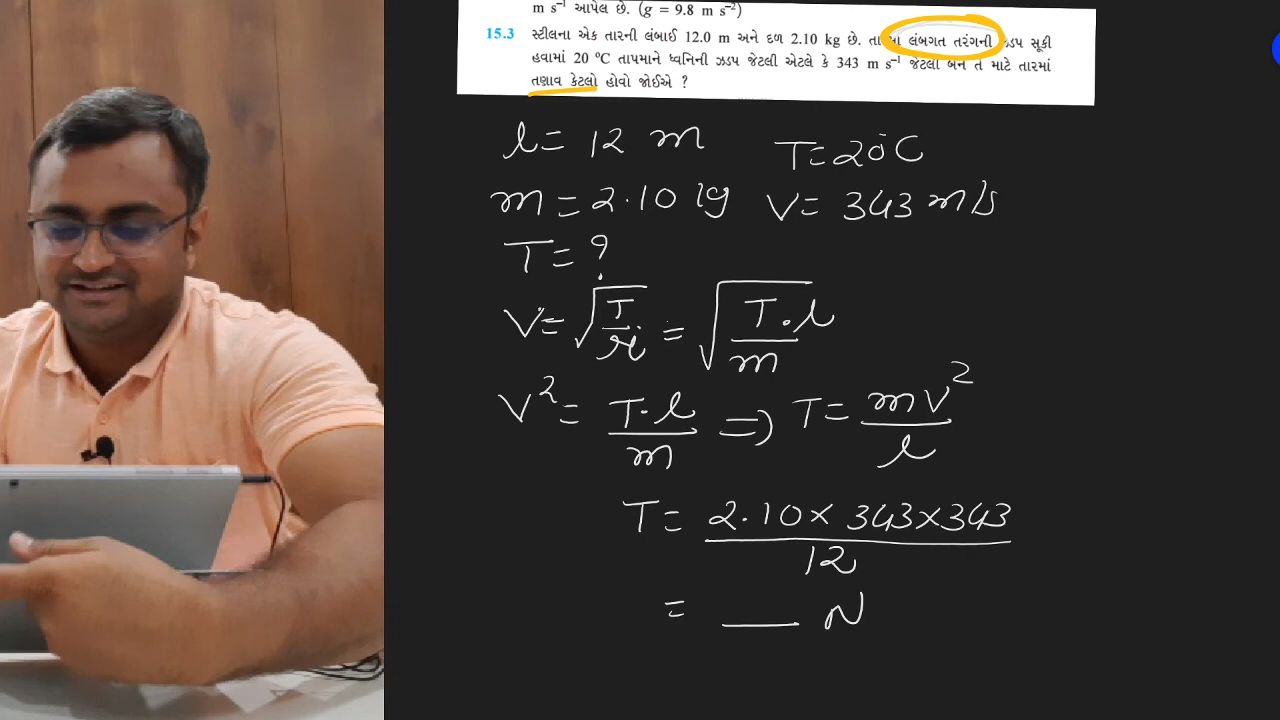 m s⁻¹ આપેલ છે. (g = 9.8 m s⁻²)
15.3 સ્ટીલના એક તારની લંબાઈ 12.0 m અને દળ 2.10 kg છે. લંબગત તરંગની ઝડપ સૂકી
હવામાં 20 °C તાપમાને ધ્વનિની ઝડપ જેટલી એટલે કે 343 m s⁻¹ જેટલી બને તે માટે તારમાં
તણાવ કેટલો હોવો જોઈએ ?
l = 12 m T = 20°C
m = 2.10 kg V = 343 m/s
T = ?
V = √(T/μ) = √(T·l/m)
V² = T·l/m ⇒ T = mV²/l
T = 2.10 × 343 × 343 / 12
= __ N